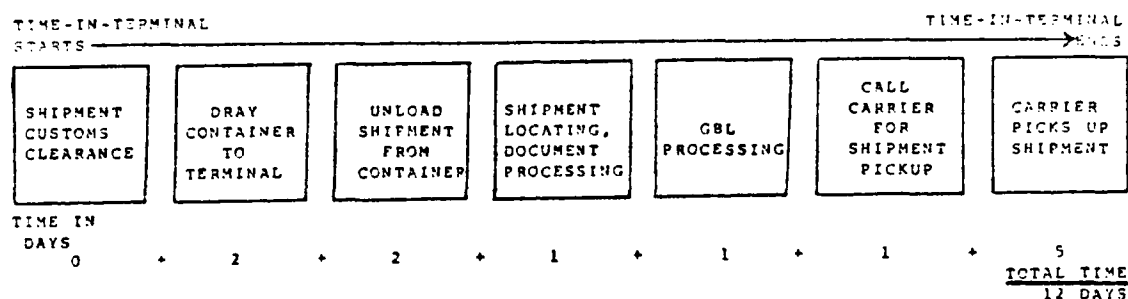 TIME-IN-TERMINAL
STARTS
TIME-IN-TERMINAL
ENDS
SHIPMENT
CUSTOMS
CLEARANCE
DRAY
CONTAINER
TO
TERMINAL
UNLOAD
SHIPMENT
FROM
CONTAINER
SHIPMENT
LOCATING,
DOCUMENT
PROCESSING
GBL
PROCESSING
CALL
CARRIER
FOR
SHIPMENT
PICKUP
CARRIER
PICKS UP
SHIPMENT
TIME IN
DAYS
0 + 2 + 2 + 1 + 1 + 1 + 5
TOTAL TIME
12 DAYS